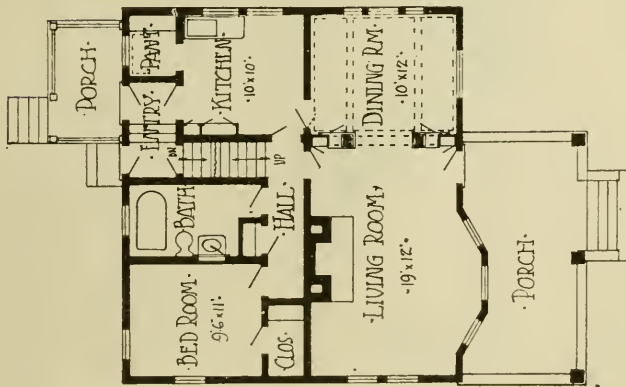 ·PORCH·
·PANT·
·ENTRY·
·KITCHEN·
·10'x10'·
·DINING RM.·
·10'x12'·
DN
UP
·BATH·
·HALL·
·LIVING ROOM·
·19'x12'·
·PORCH·
·BED ROOM·
9'6"x11'·
·CLOS.·